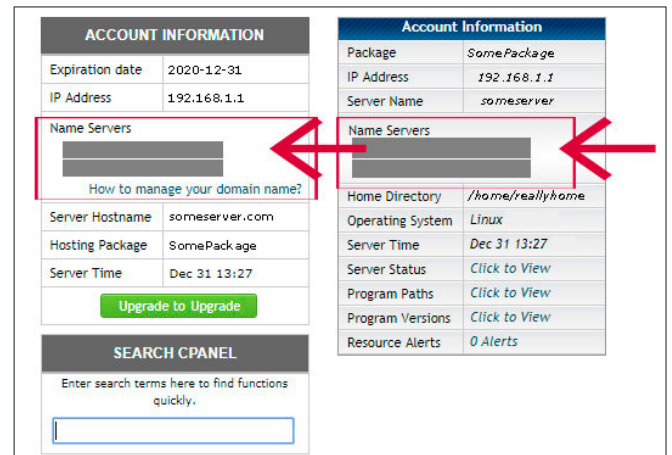 ACCOUNT INFORMATION
Expiration date 2020-12-31
IP Address 192.168.1.1
Name Servers
How to manage your domain name?
Server Hostname someserver.com
Hosting Package SomePackage
Server Time Dec 31 13:27
Upgrade to Upgrade
SEARCH CPANEL
Enter search terms here to find functions
quickly.
Account Information
Package SomePackage
IP Address 192.168.1.1
Server Name someserver
Name Servers
Home Directory /home/reallyhome
Operating System Linux
Server Time Dec 31 13:27
Server Status Click to View
Program Paths Click to View
Program Versions Click to View
Resource Alerts 0 Alerts